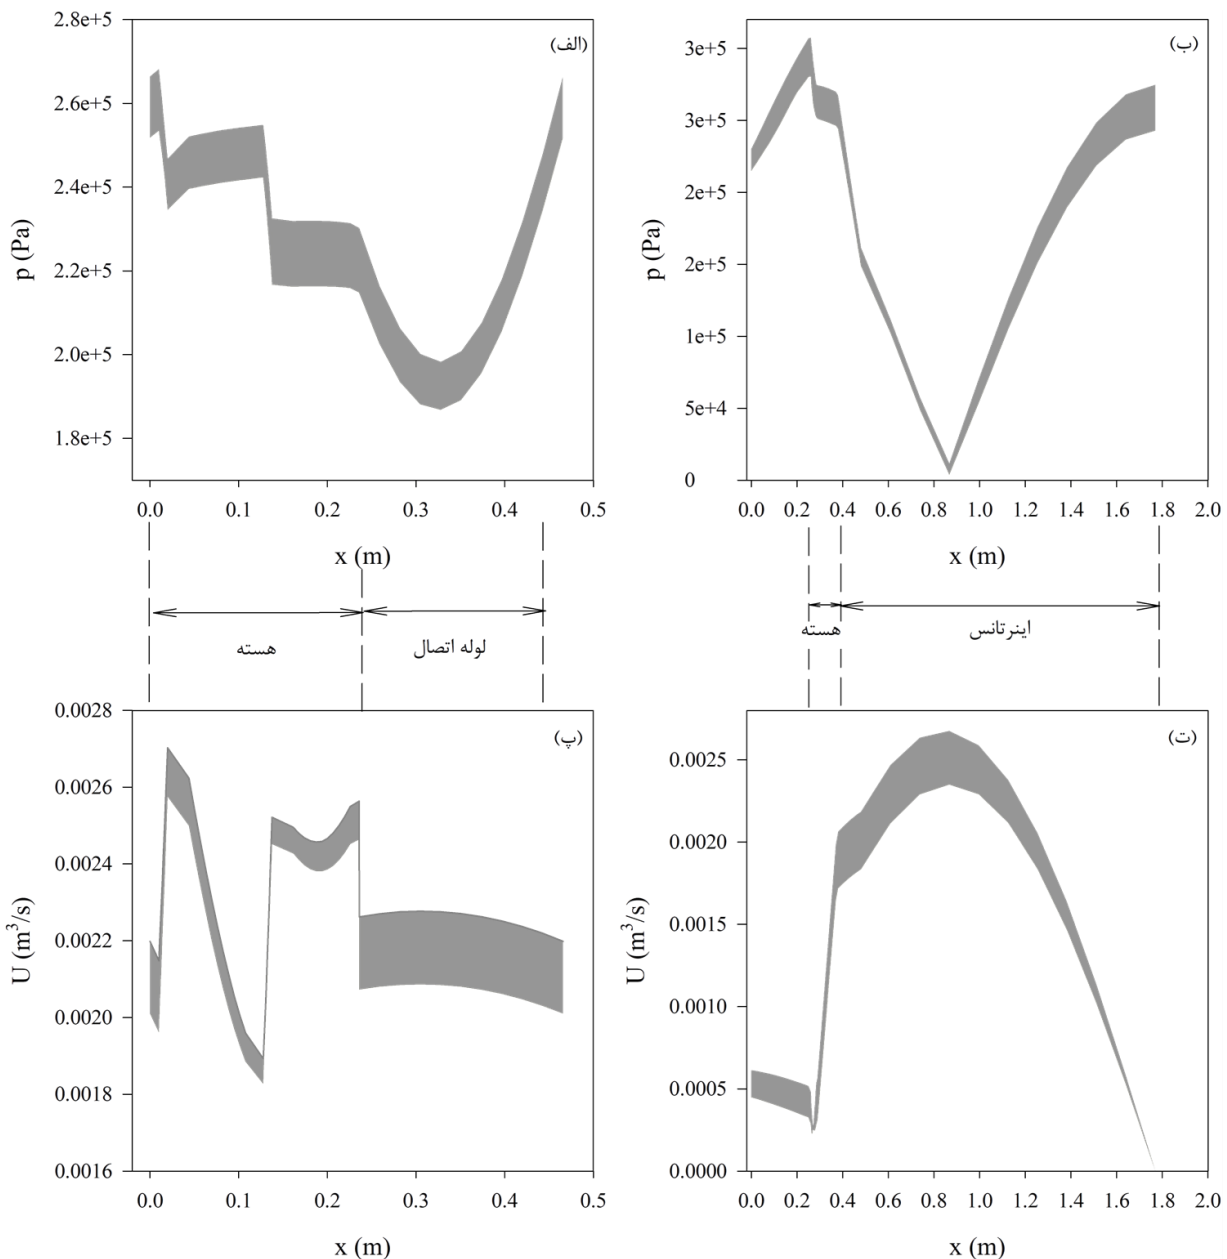 2.8e+5
2.6e+5
2.4e+5
2.2e+5
2.0e+5
1.8e+5
p (Pa)
(الف)
0.0 0.1 0.2 0.3 0.4 0.5
x (m)
3e+5
3e+5
2e+5
2e+5
1e+5
5e+4
0
p (Pa)
(ب)
0.0 0.2 0.4 0.6 0.8 1.0 1.2 1.4 1.6 1.8 2.0
x (m)
هسته
لوله اتصال
هسته
اینرتانس
0.0028
0.0026
0.0024
0.0022
0.0020
0.0018
0.0016
U (m³/s)
(پ)
0.0 0.1 0.2 0.3 0.4 0.5
x (m)
0.0025
0.0020
0.0015
0.0010
0.0005
0.0000
U (m³/s)
(ت)
0.0 0.2 0.4 0.6 0.8 1.0 1.2 1.4 1.6 1.8 2.0
x (m)